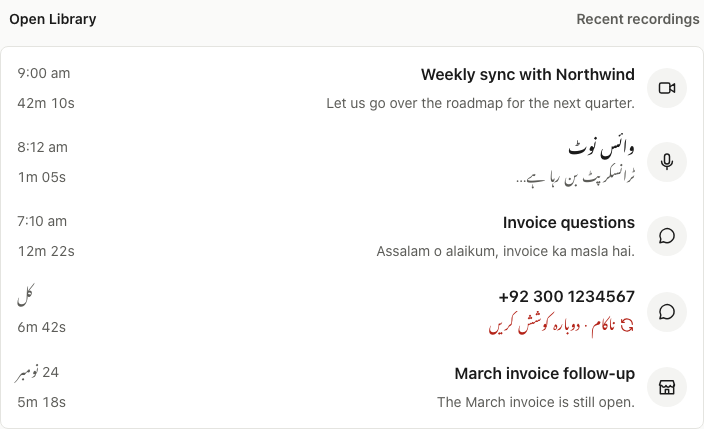 Recent recordings
Open Library
Weekly sync with Northwind
9:00 am
Let us go over the roadmap for the next quarter.
42m 10s
وائس نوٹ
8:12 am
ٹرانسکرپٹ بن رہا ہے…
1m 05s
Invoice questions
7:10 am
Assalam o alaikum, invoice ka masla hai.
12m 22s
+92 300 1234567
کل
ناکام · دوبارہ کوشش کریں
6m 42s
March invoice follow-up
24 نومبر
The March invoice is still open.
5m 18s